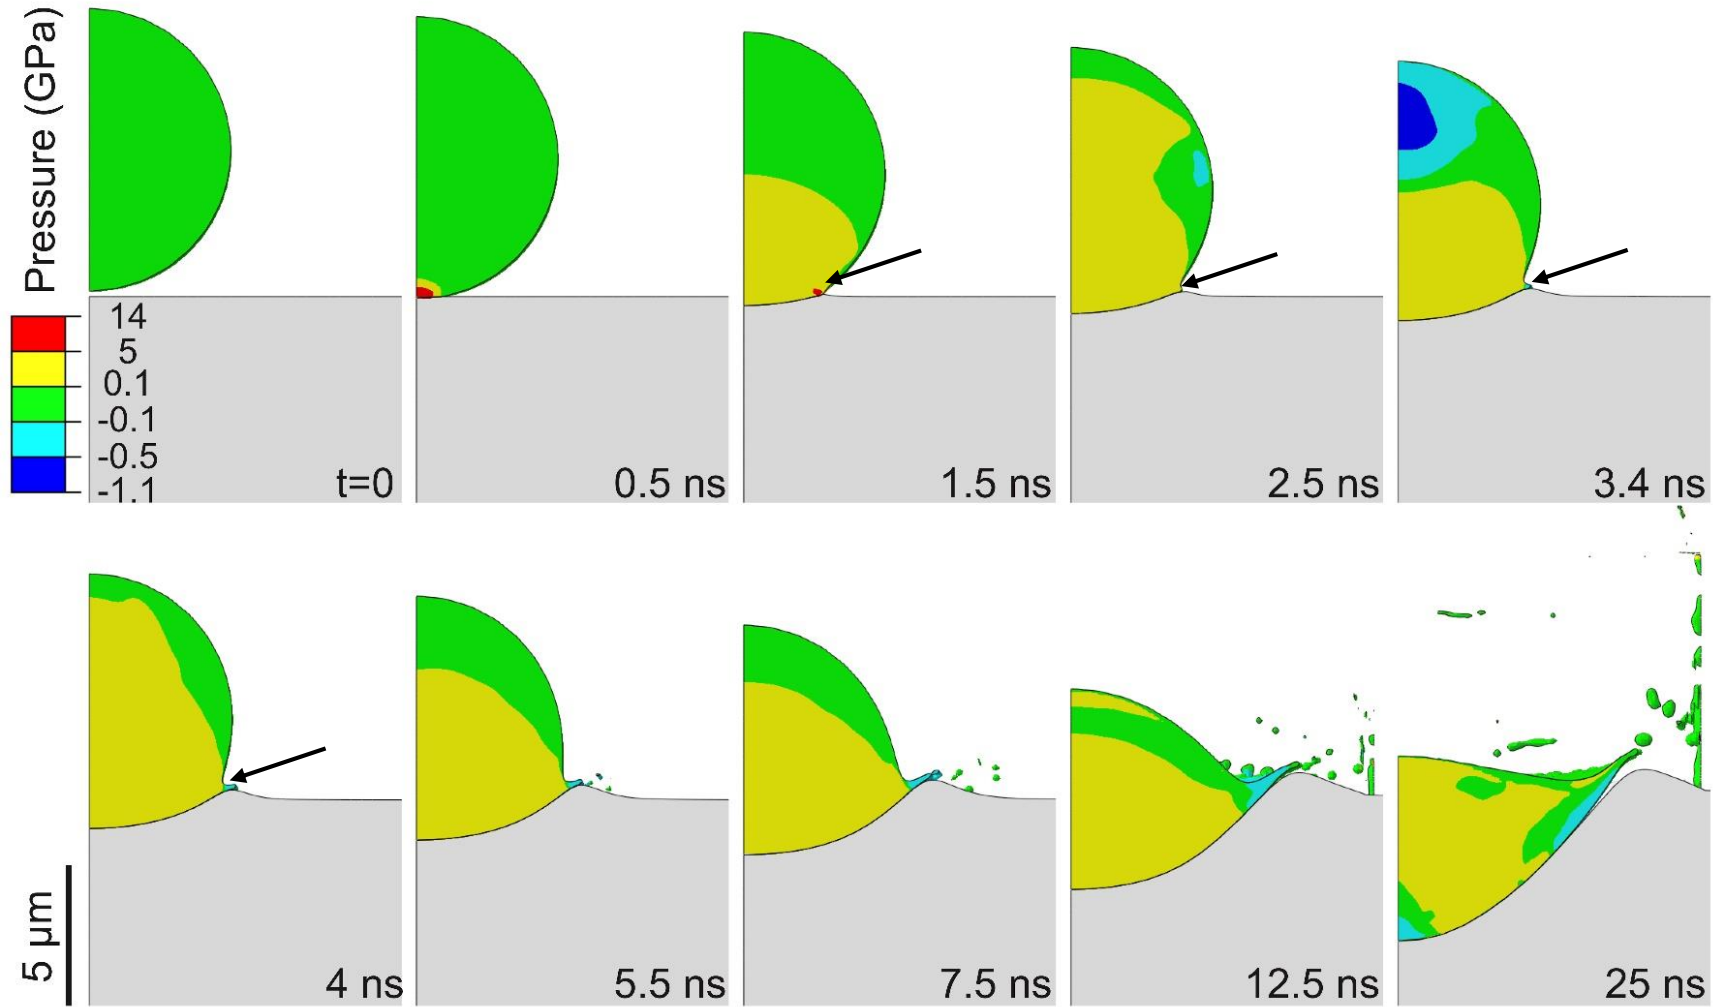 Pressure (GPa)
14
5
0.1
-0.1
-0.5
-1.1
t=0
0.5 ns
1.5 ns
2.5 ns
3.4 ns
5 μm
4 ns
5.5 ns
7.5 ns
12.5 ns
25 ns